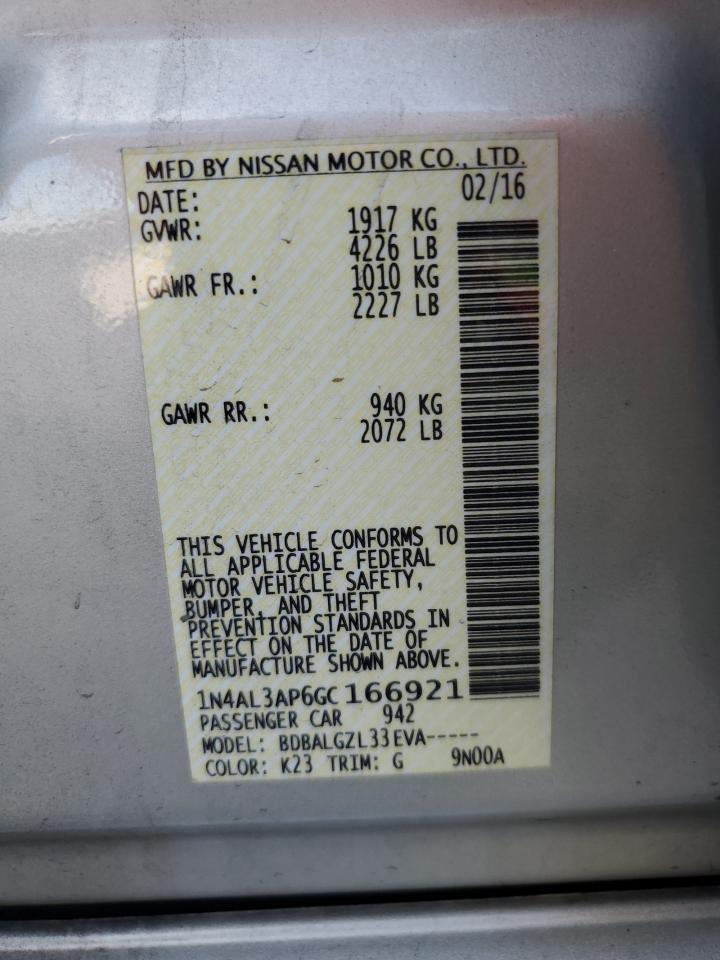 MFD BY NISSAN MOTOR CO., LTD.
DATE: 02/16
GVWR: 1917 KG
4226 LB
GAWR FR.: 1010 KG
2227 LB
GAWR RR.: 940 KG
2072 LB
THIS VEHICLE CONFORMS TO
ALL APPLICABLE FEDERAL
MOTOR VEHICLE SAFETY,
BUMPER, AND THEFT
PREVENTION STANDARDS IN
EFFECT ON THE DATE OF
MANUFACTURE SHOWN ABOVE.
1N4AL3AP6GC166921
PASSENGER CAR 942
MODEL: BDBALGZL33EVA-----
COLOR: K23 TRIM: G 9N00A